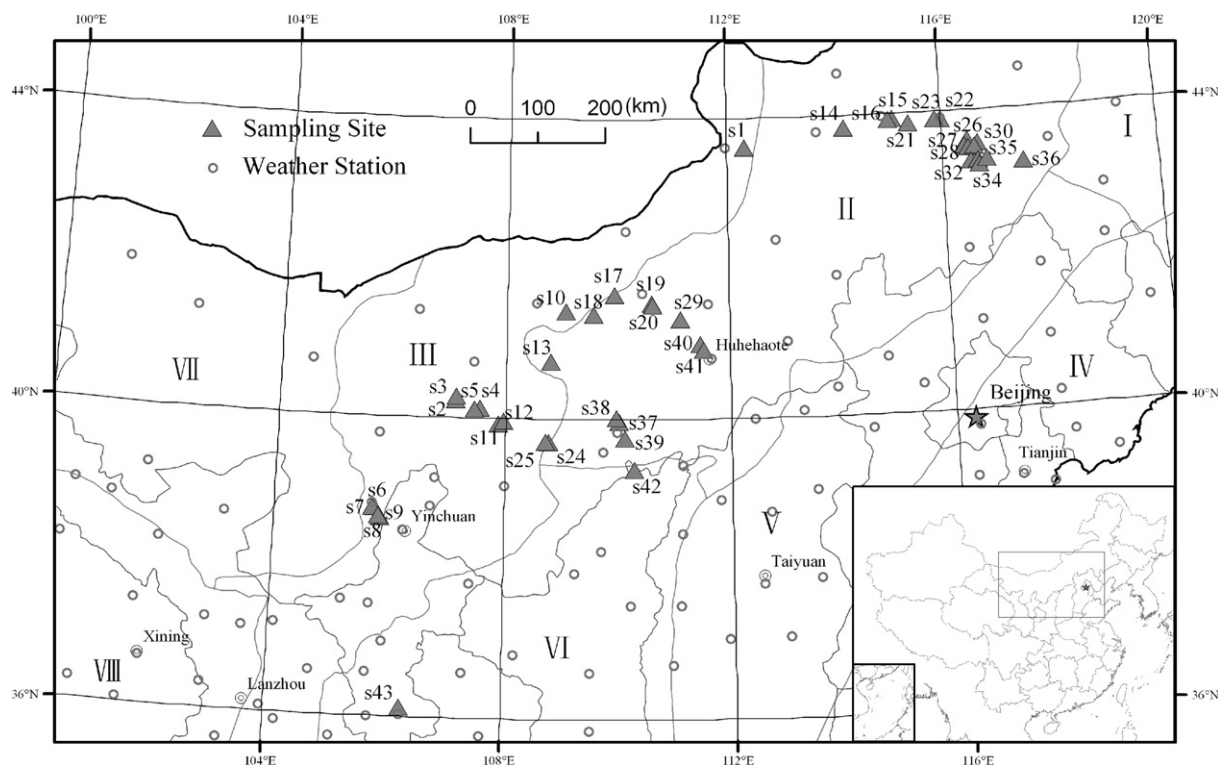 100°E
108°E
112°E
116°E
120°E
44°N
44°N
0 100 200 (km)
Sampling Site
Weather Station
s1
s14
s16
s15
s23
s22
s21
s26
s27
s30
s28
s35
s36
s32
s34
I
II
s17
s19
s10
s18
s20
s29
s40
s41
Huhehaote
s13
III
VII
IV
s3
s5
s4
s2
s12
s11
40°N
40°N
Beijing
s38
s37
s39
s25
s24
s42
Tianjin
s6
s7
s9
s8
Yinchuan
V
Taiyuan
Xining
VI
VIII
Lanzhou
s43
36°N
36°N
104°E
108°E
112°E
116°E